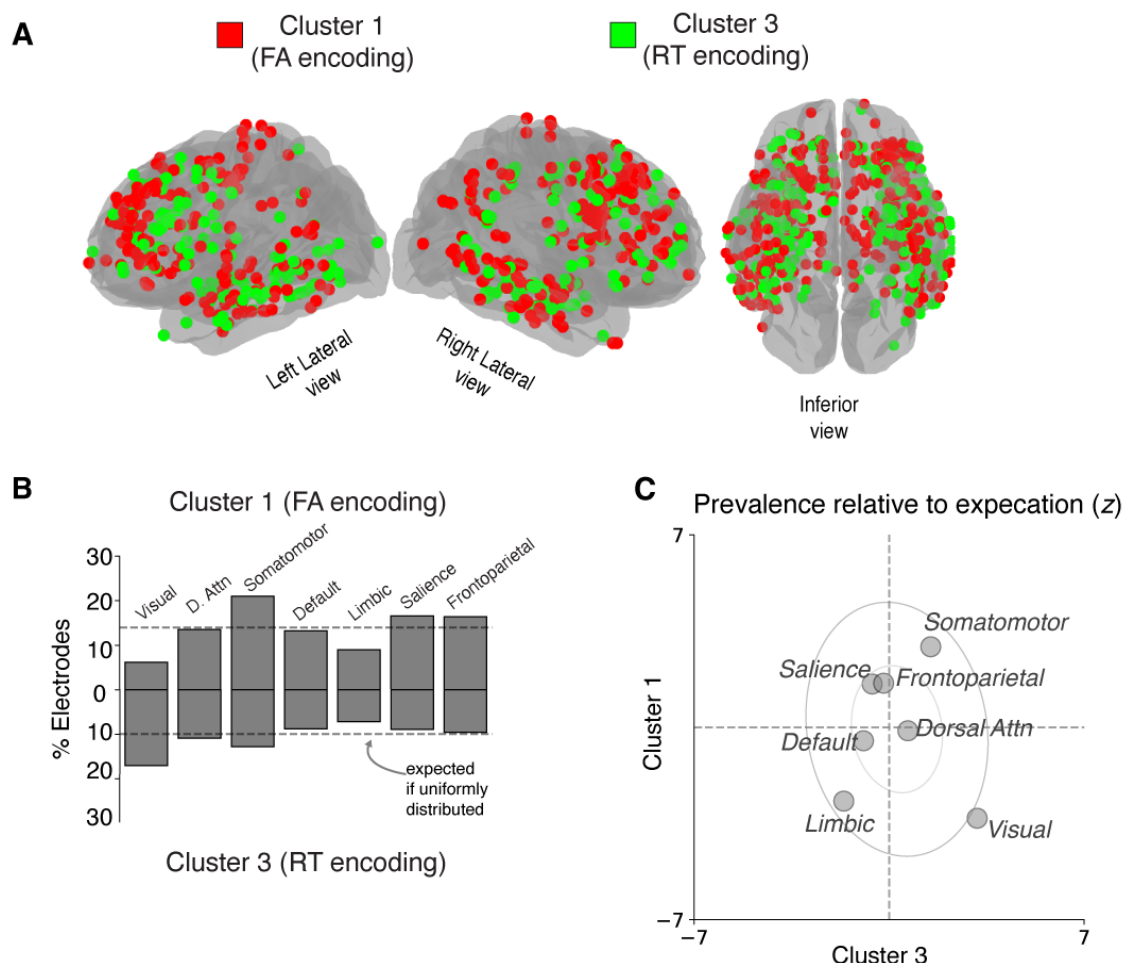 A
Cluster 1
(FA encoding)
Cluster 3
(RT encoding)
Left Lateral
view
Right Lateral
view
Inferior
view
B
Cluster 1 (FA encoding)
% Electrodes
30
20
10
0
10
20
30
Visual
D. Attn
Somatomotor
Default
Limbic
Salience
Frontoparietal
expected
if uniformly
distributed
Cluster 3 (RT encoding)
C
Prevalence relative to expecation (z)
7
Cluster 1
Somatomotor
Salience
Frontoparietal
Dorsal Attn
Default
Limbic
Visual
−7
−7
7
Cluster 3